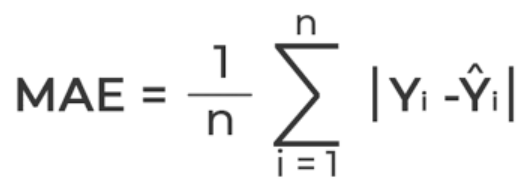 MAE = 1/n n∑i = 1 |Yi -Ŷi|